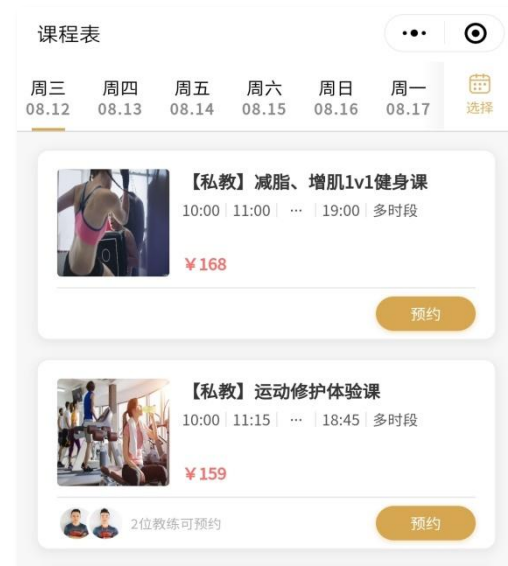 课程表
周三 周四 周五 周六 周日 周一
08.12 08.13 08.14 08.15 08.16 08.17 选择
【私教】减脂、增肌1v1健身课
10:00 11:00 ... 19:00 多时段
￥168
预约
【私教】运动修护体验课
10:00 11:15 ... 18:45 多时段
￥159
2位教练可预约 预约